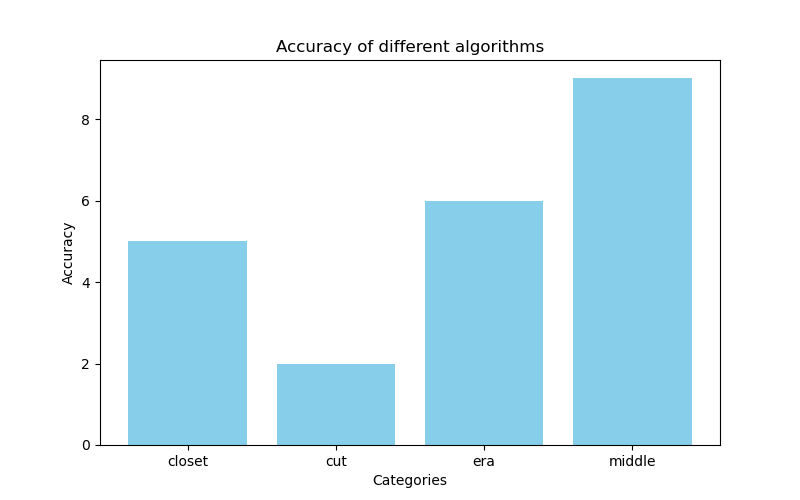 Accuracy of different algorithms
Accuracy
8
6
4
2
0
closet cut era middle
Categories